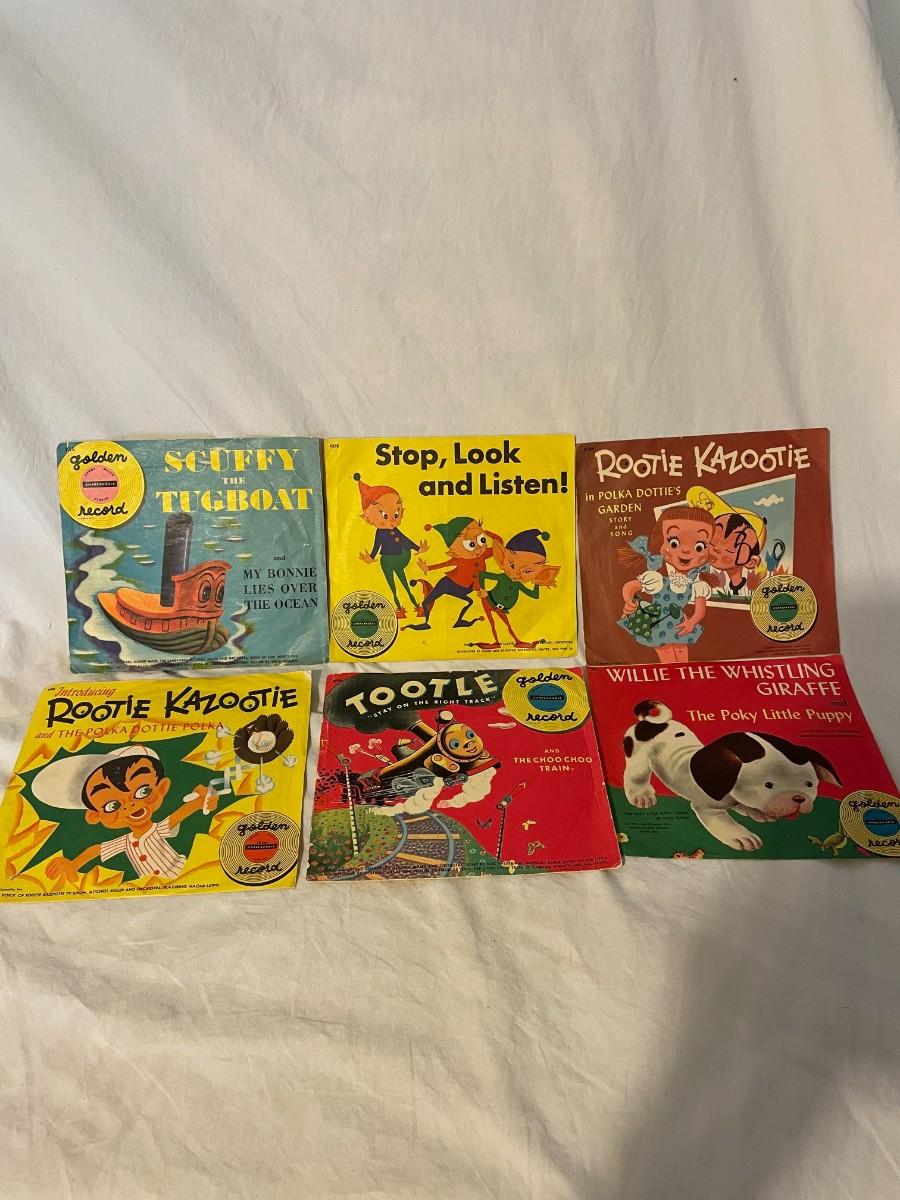 golden
record
SCUFFY
THE
TUGBOAT
and
MY BONNIE
LIES OVER
THE OCEAN
Stop, Look
and Listen!
golden
record
ROOTIE KAZOOTIE
in POLKA DOTTIE'S
GARDEN
STORY
and
SONG
golden
record
Introducing
ROOTIE KAZOOTIE
and THE POLKA DOTTIE POLKA
golden
record
TOOTLE
"STAY ON THE RIGHT TRACK"
golden
record
AND
THE CHOO CHOO
TRAIN
WILLIE THE WHISTLING
GIRAFFE
and
The Poky Little Puppy
golden
record